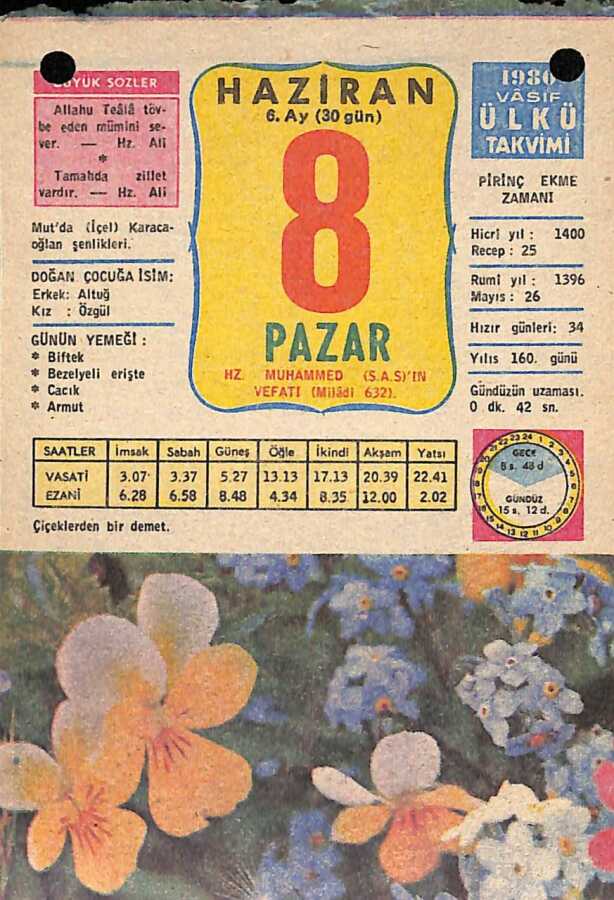 BÜYÜK SÖZLER
Allahu Teâlâ töv-
be eden mümini se-
ver. — Hz. Ali
*
Tamahda zillet
vardır. — Hz. Ali
Mut'da (İçel) Karaca-
oğlan şenlikleri.
DOĞAN ÇOCUĞA İSİM:
Erkek: Altuğ
Kız : Özgül
GÜNÜN YEMEĞİ :
* Biftek
* Bezelyeli erişte
* Cacık
* Armut
HAZİRAN
6. Ay (30 gün)
8
PAZAR
HZ. MUHAMMED (S.A.S)'İN
VEFATI (Milâdi 632).
1980
VÂSIF
ÜLKÜ
TAKVİMİ
PİRİNÇ EKME
ZAMANI
Hicrî yıl : 1400
Recep : 25
Rumî yıl : 1396
Mayıs : 26
Hızır günleri: 34
Yılıs 160. günü
Gündüzün uzaması.
0 dk. 42 sn.
SAATLER İmsak Sabah Güneş Öğle İkindi Akşam Yatsı
VASATİ 3.07 3.37 5.27 13.13 17.13 20.39 22.41
EZANİ 6.28 6.58 8.48 4.34 8.35 12.00 2.02
GECE
8 s. 48 d
GÜNDÜZ
15 s. 12 d.
Çiçeklerden bir demet.